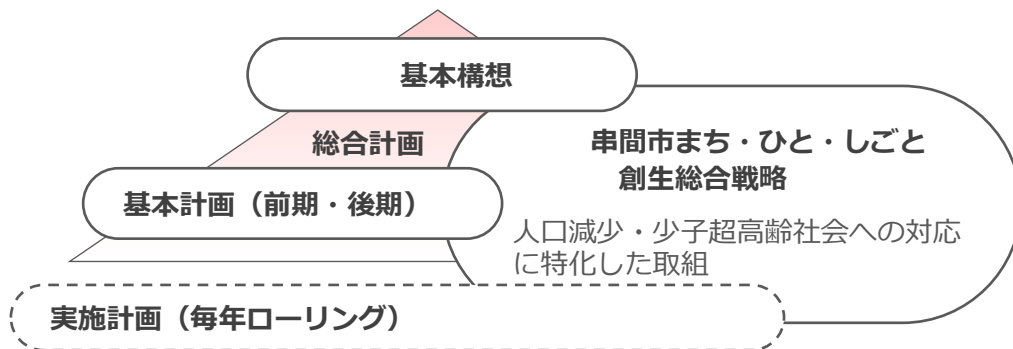 基本構想
総合計画
串間市まち・ひと・しごと
創生総合戦略
基本計画（前期・後期）
人口減少・少子超高齢社会への対応
に特化した取組
実施計画（毎年ローリング）